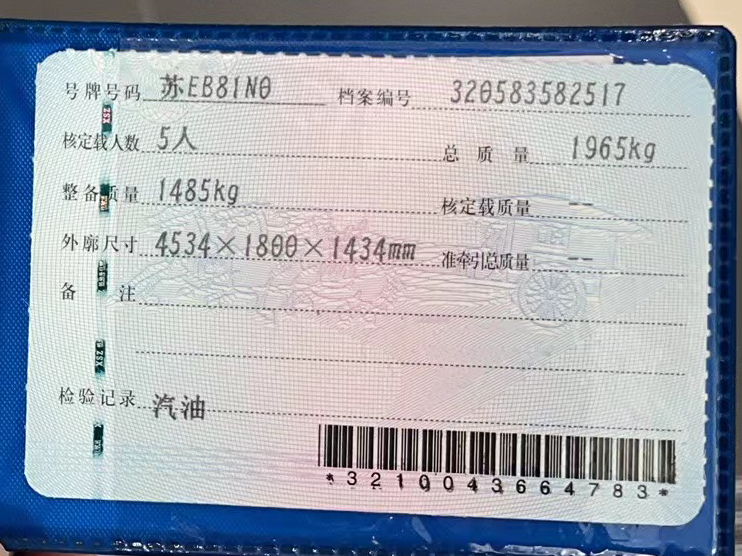 号牌号码 苏EB81N0 档案编号 320583582517
核定载人数 5人 总质量 1965kg
整备质量 1485kg 核定载质量 --
外廓尺寸 4534×1800×1434mm 准牵引总质量 --
备注
检验记录 汽油
*3210043664783*